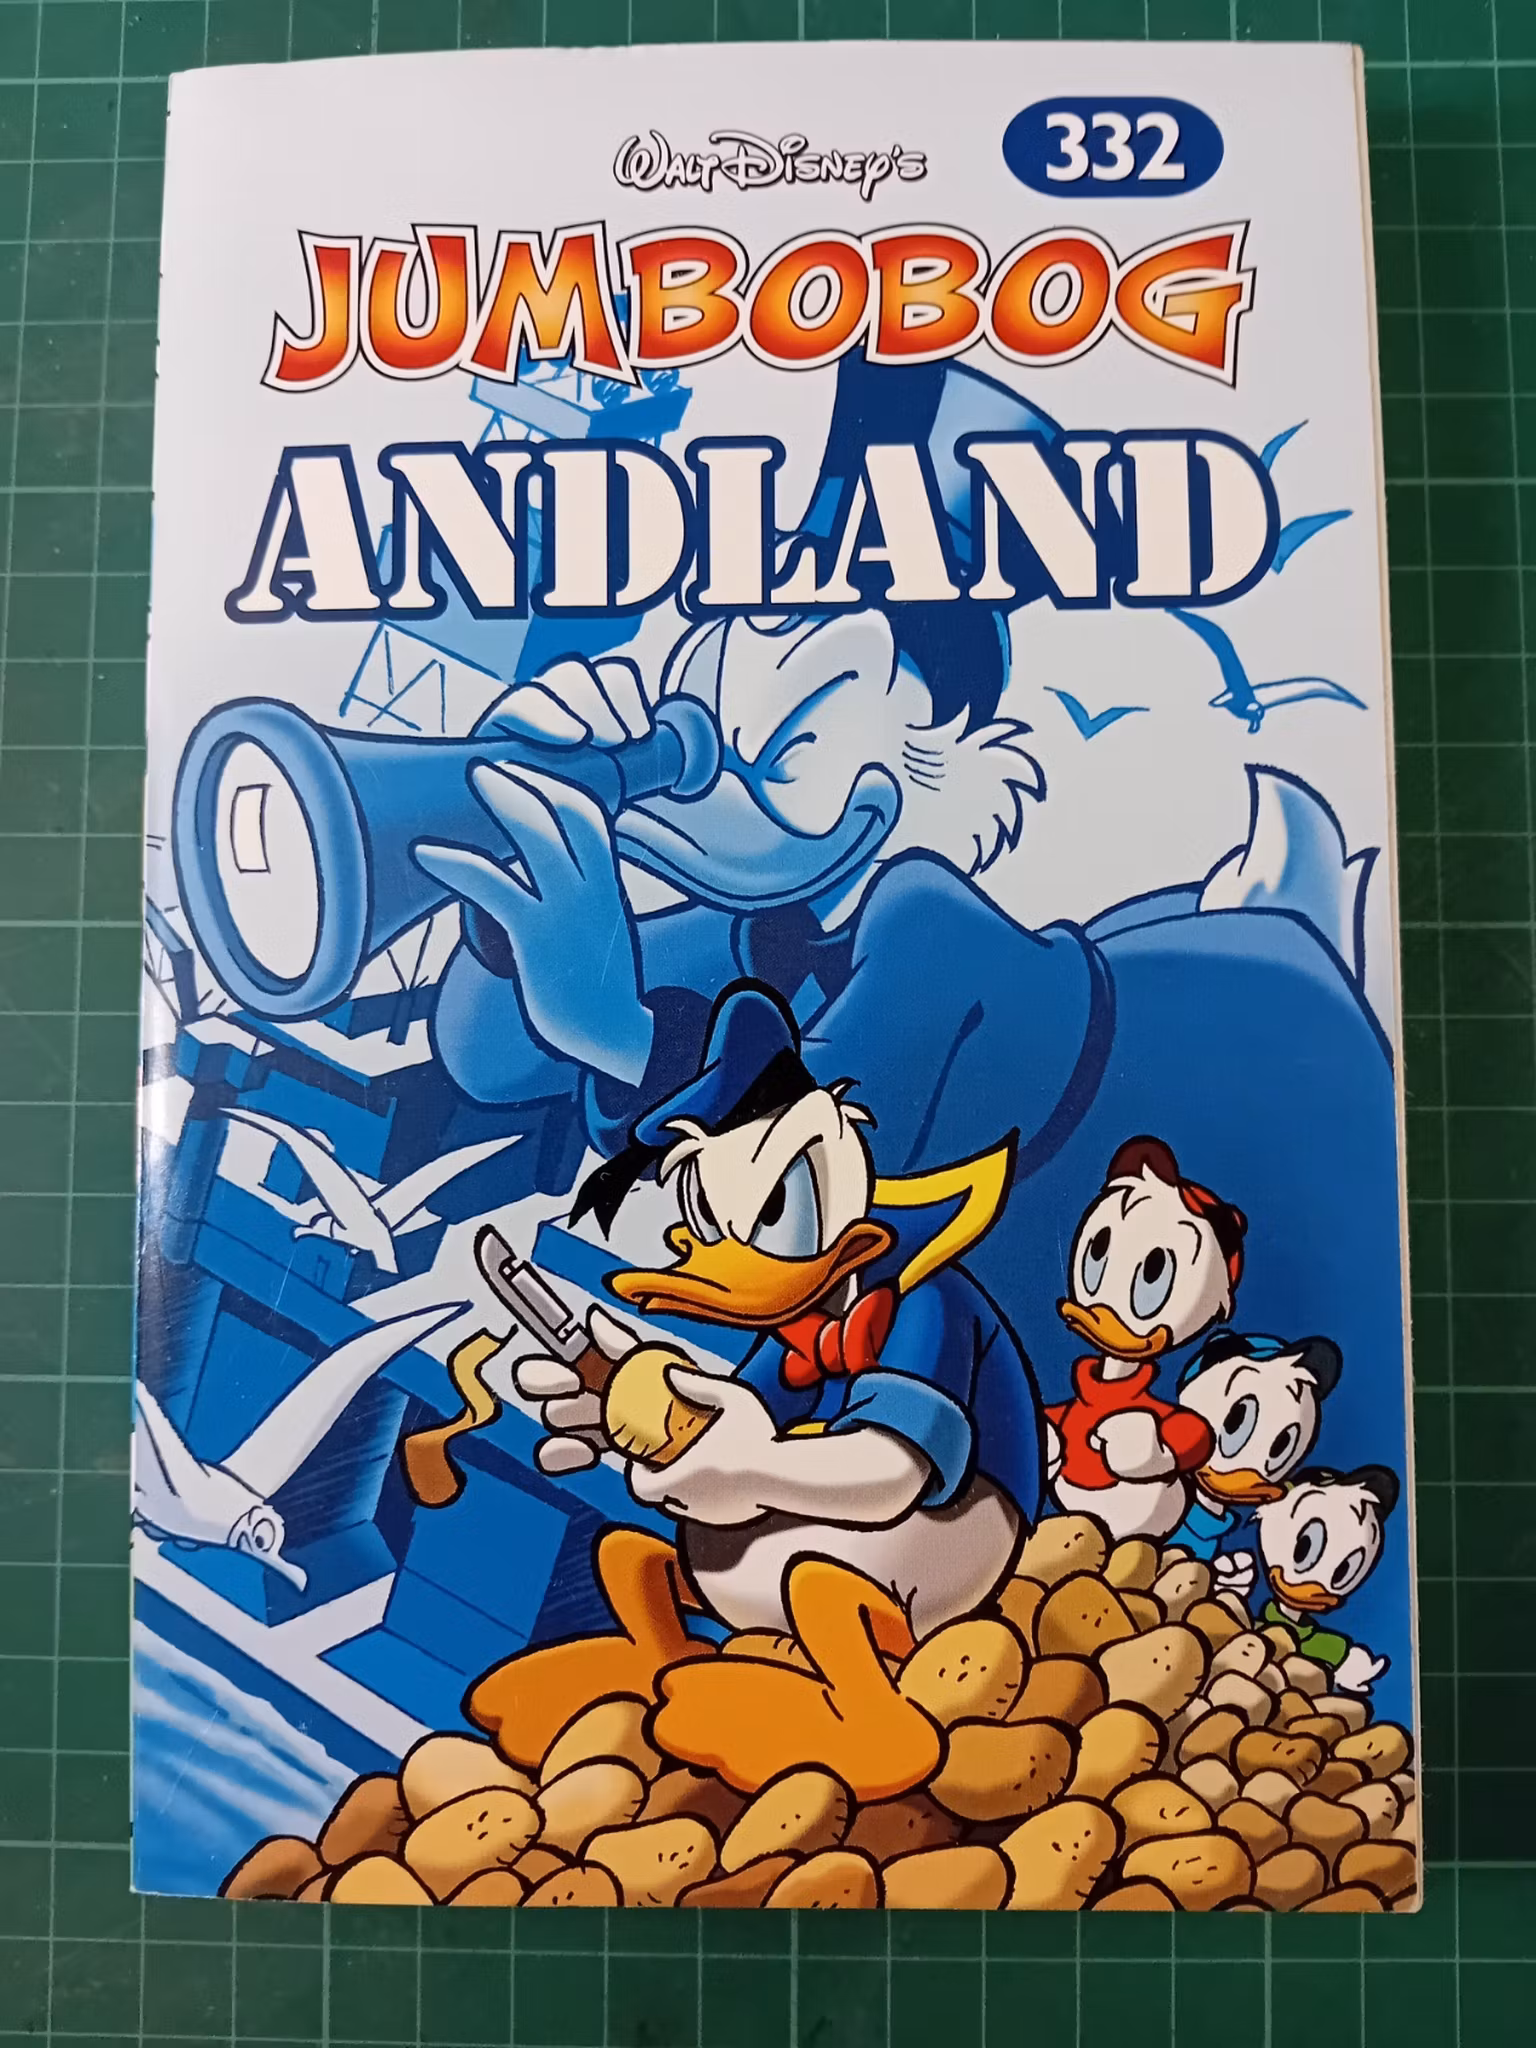 332
WALT DISNEY'S
JUMBOBOG
ANDLAND